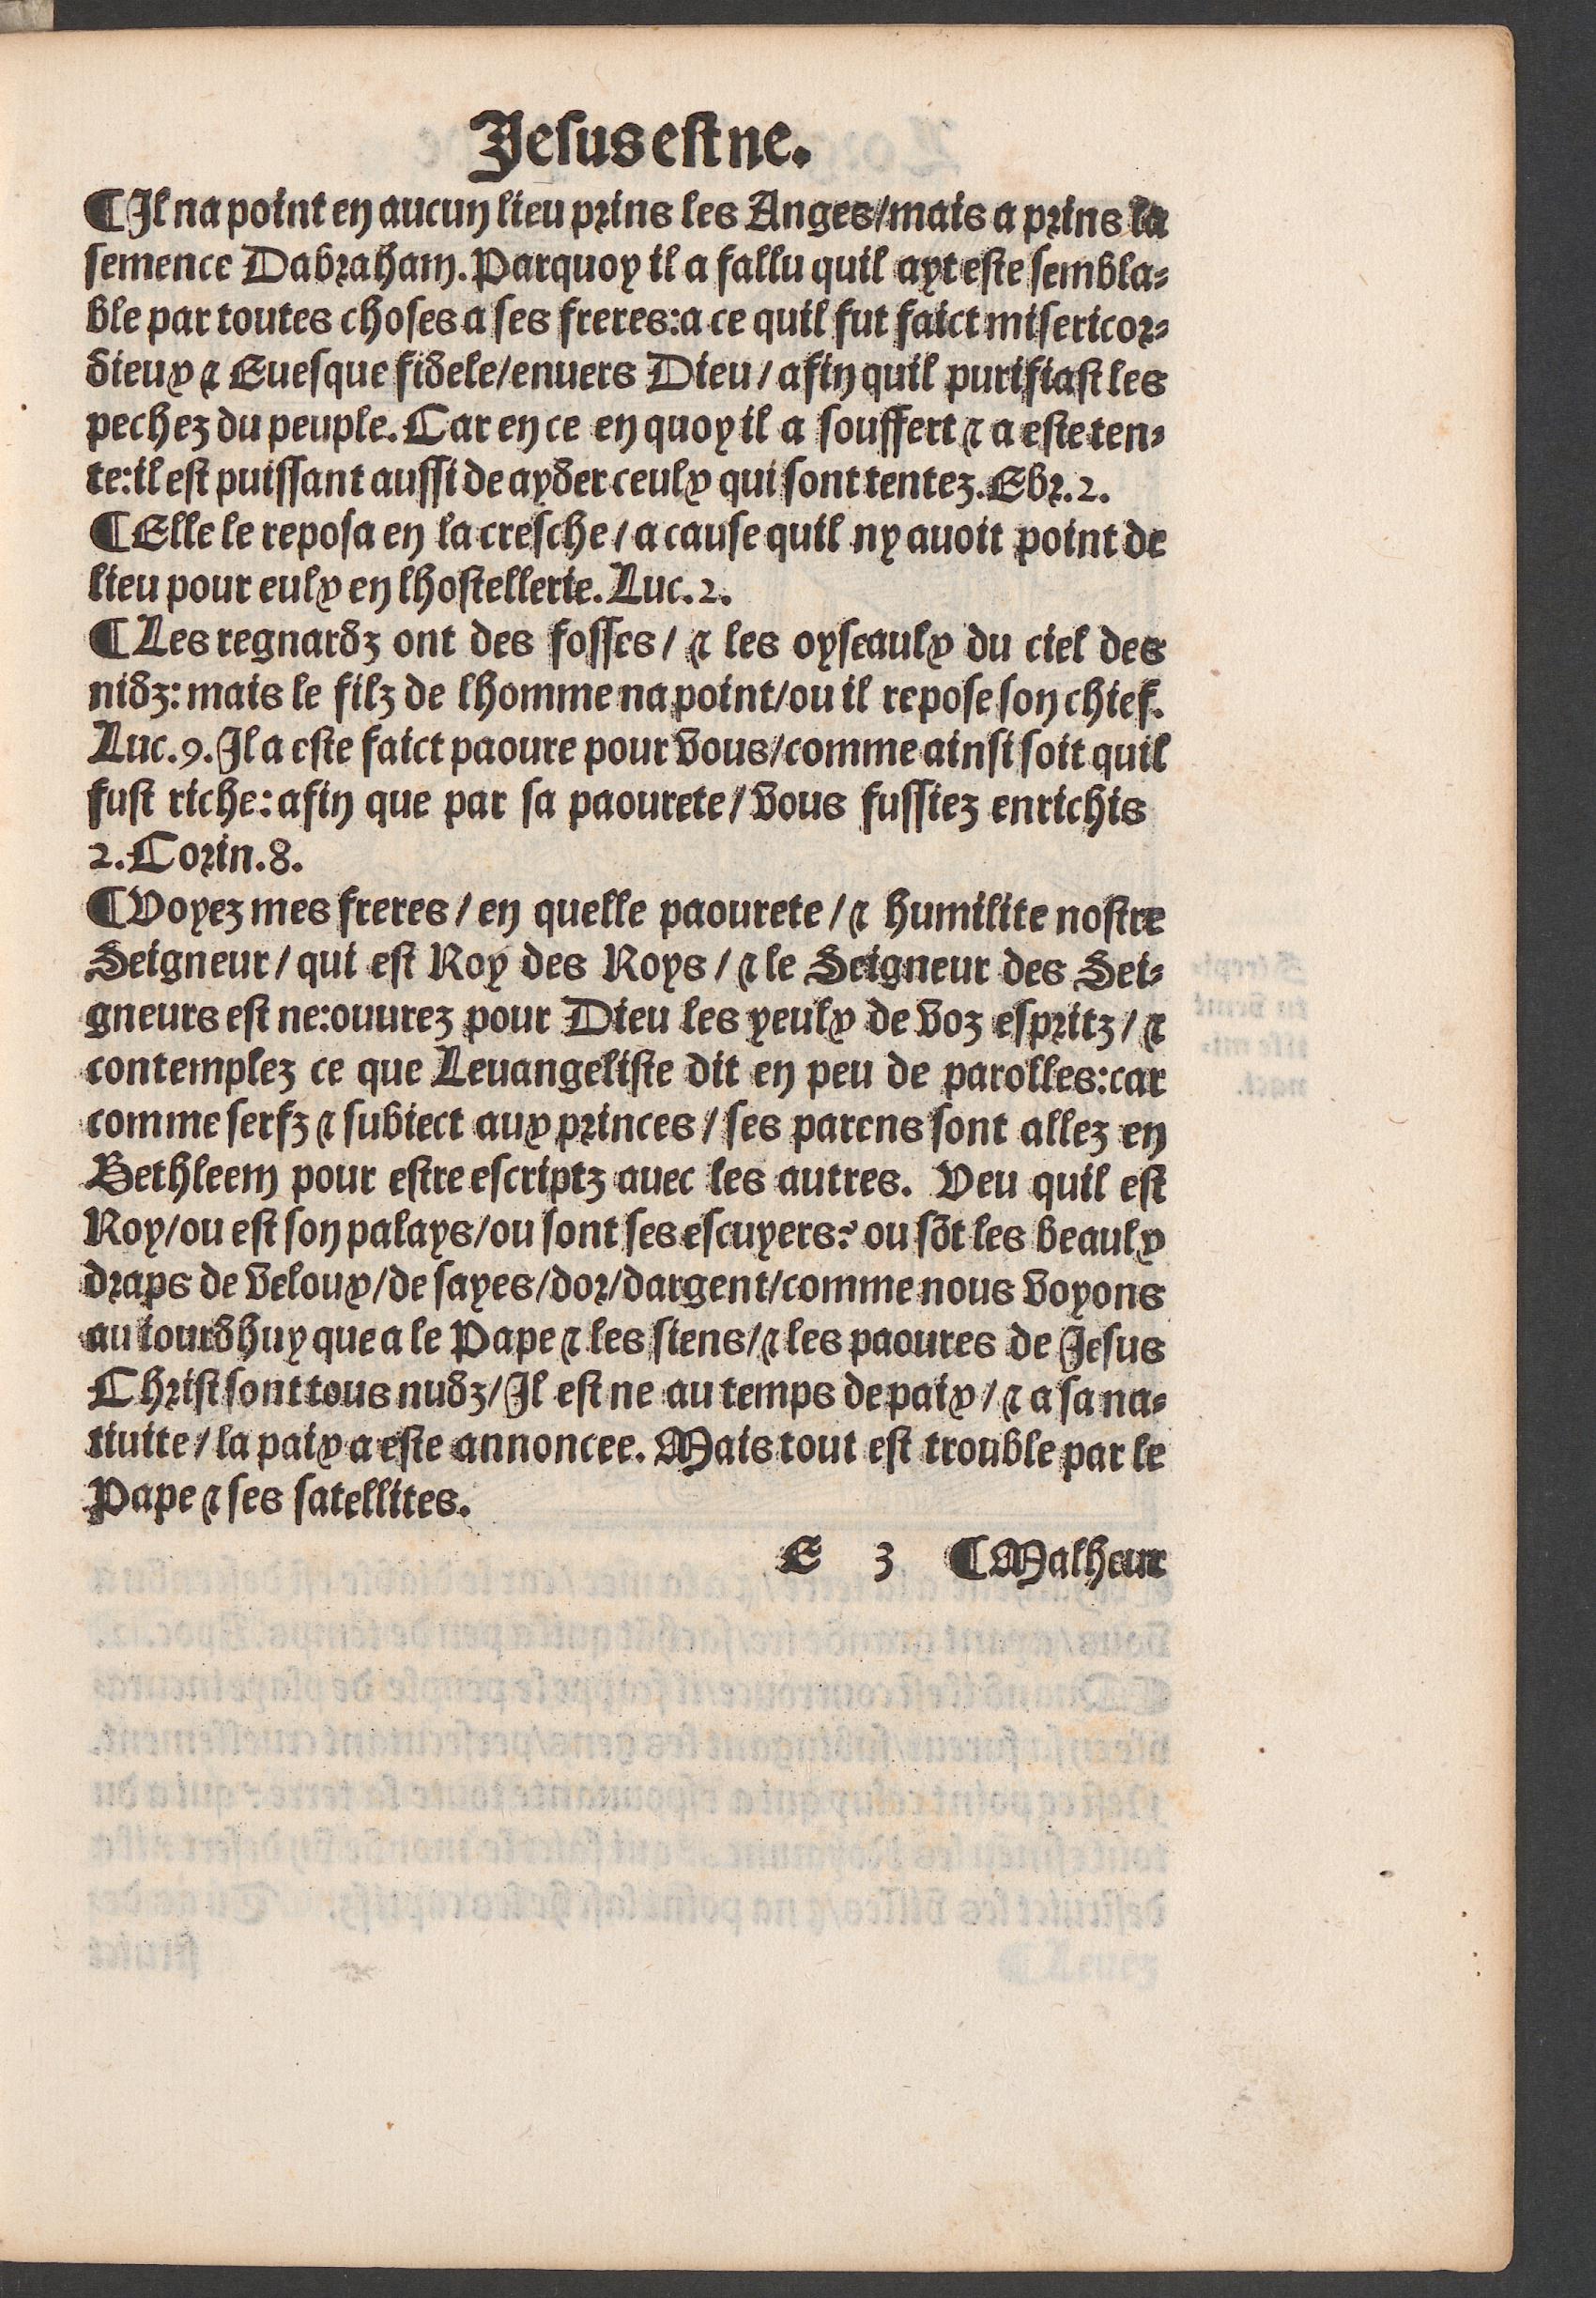 Jesus est ne.
¶ Il na point en aucun lieu prins les Anges/mais a prins la
semence Dabraham. Parquoy il a fallu quil ayt este sembla-
ble par toutes choses a ses freres: a ce quil fut faict misericor-
dieux & Euesque fidele/enuers Dieu/afin quil purifiast les
pechez du peuple. Car en ce en quoy il a souffert & a este ten-
te: il est puissant aussi de ayder ceulx qui sont tentez. Ebr. 2.
¶ Elle le reposa en la cresche/a cause quil ny auoit point de
lieu pour eulx en lhostellerie. Luc. 2.
¶ Les regnardz ont des fosses/& les oyseaulx du ciel des
nidz: mais le filz de lhomme na point/ou il repose son chief.
Luc. 9. Il a este faict paoure pour vous/comme ainsi soit quil
fust riche: afin que par sa paourete/vous fussiez enrichis
2. Corin. 8.
¶ Voyez mes freres/en quelle paourete/& humilite nostre
Seigneur/qui est Roy des Roys/& le Seigneur des Sei-
gneurs est ne: ouurez pour Dieu les yeulx de voz espritz/&
contemplez ce que Leuangeliste dit en peu de parolles: car
comme serfz & subiect aux princes/ses parens sont allez en
Bethleem pour estre escriptz auec les autres. Veu quil est
Roy/ou est son palays/ou sont ses escuyers? ou sōt les beaulx
draps de veloux/de sayes/dor/dargent/comme nous voyons
au iourdhuy que a le Pape & les siens/& les paoures de Jesus
Christ sont tous nudz/Il est ne au temps de paix/& a sa na-
tiuite/la paix a este annoncee. Mais tout est trouble par le
Pape & ses satellites.
E 3 ¶ Malheur